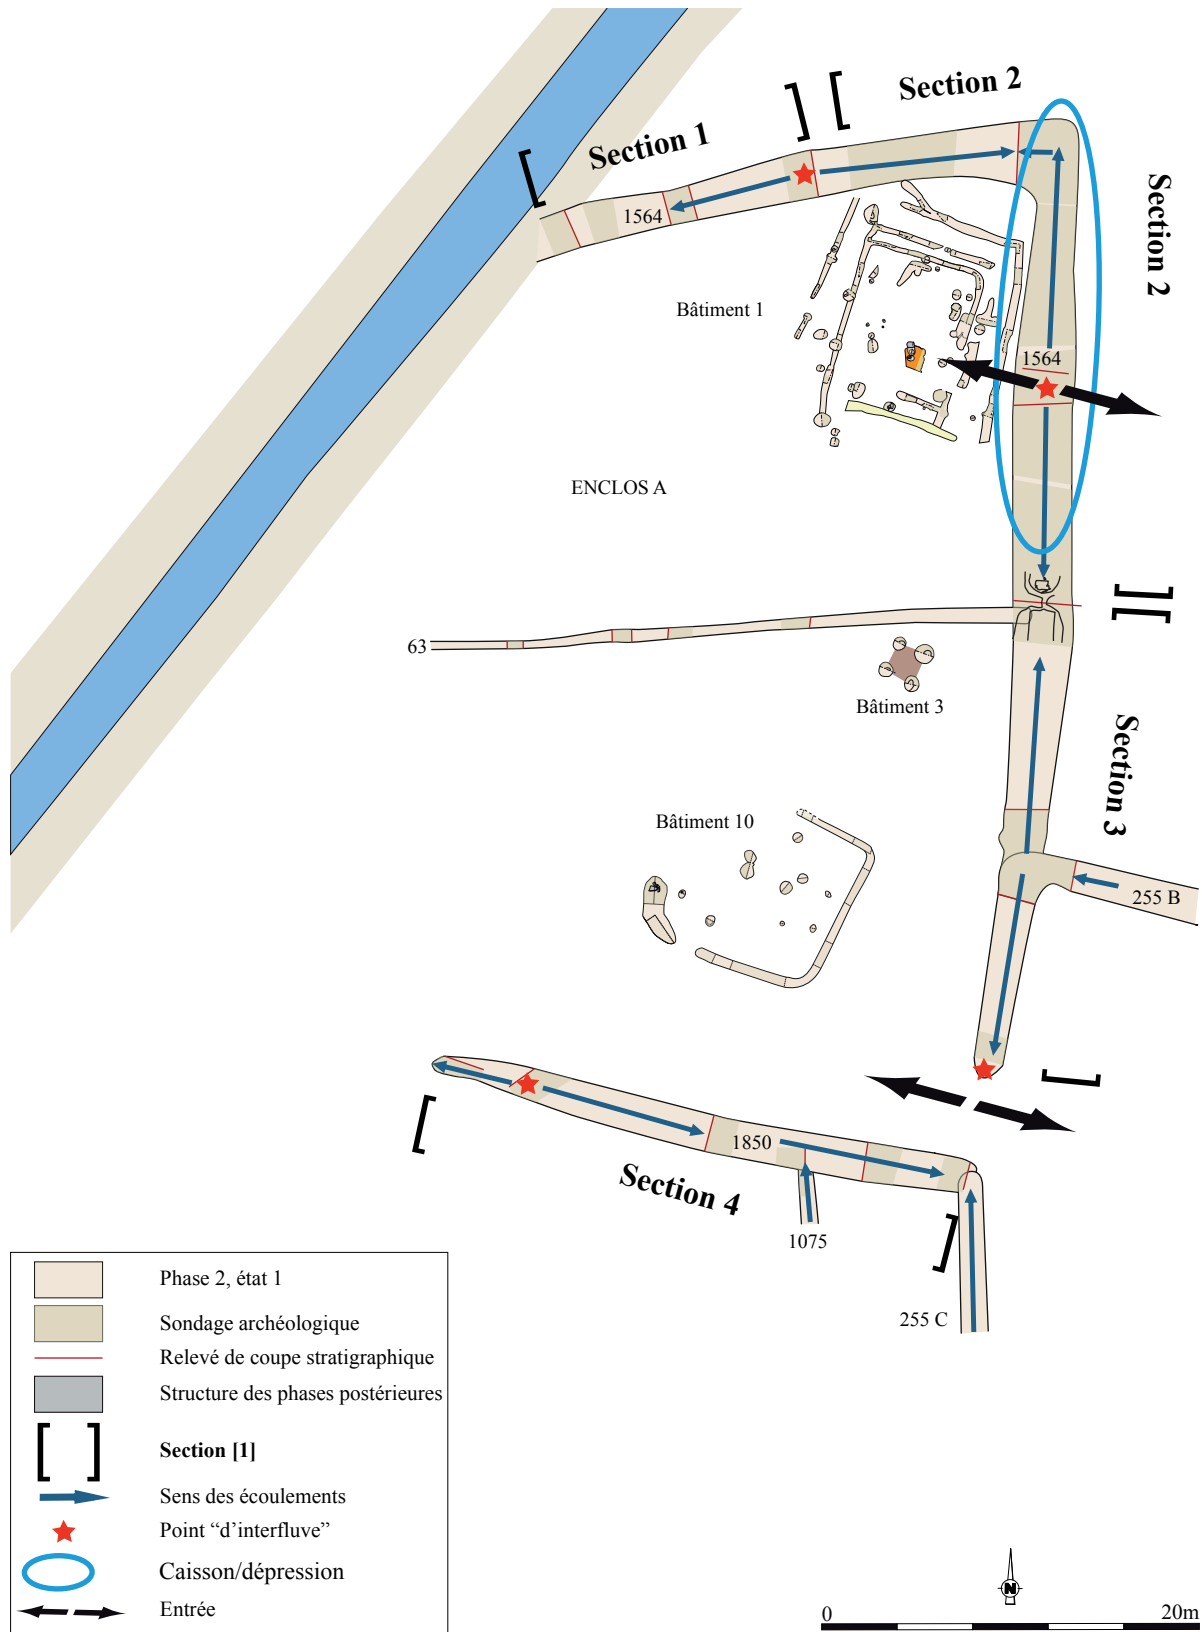 Section 1
Section 2
Section 2
1564
Bâtiment 1
1564
ENCLOS A
63
Bâtiment 3
Section 3
Bâtiment 10
255 B
1850
Section 4
1075
255 C
Phase 2, état 1
Sondage archéologique
Relevé de coupe stratigraphique
Structure des phases postérieures
Section [1]
Sens des écoulements
Point “d’interfluve”
Caisson/dépression
Entrée
N
0 20m